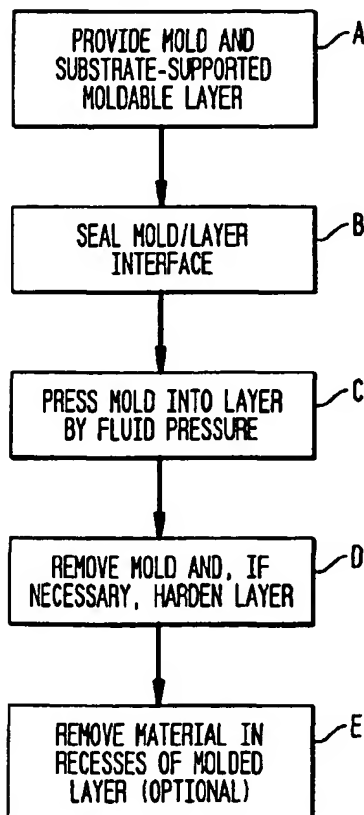 PROVIDE MOLD AND
SUBSTRATE-SUPPORTED
MOLDABLE LAYER
A
SEAL MOLD/LAYER
INTERFACE
B
PRESS MOLD INTO LAYER
BY FLUID PRESSURE
C
REMOVE MOLD AND, IF
NECESSARY, HARDEN LAYER
D
REMOVE MATERIAL IN
RECESSES OF MOLDED
LAYER (OPTIONAL)
E